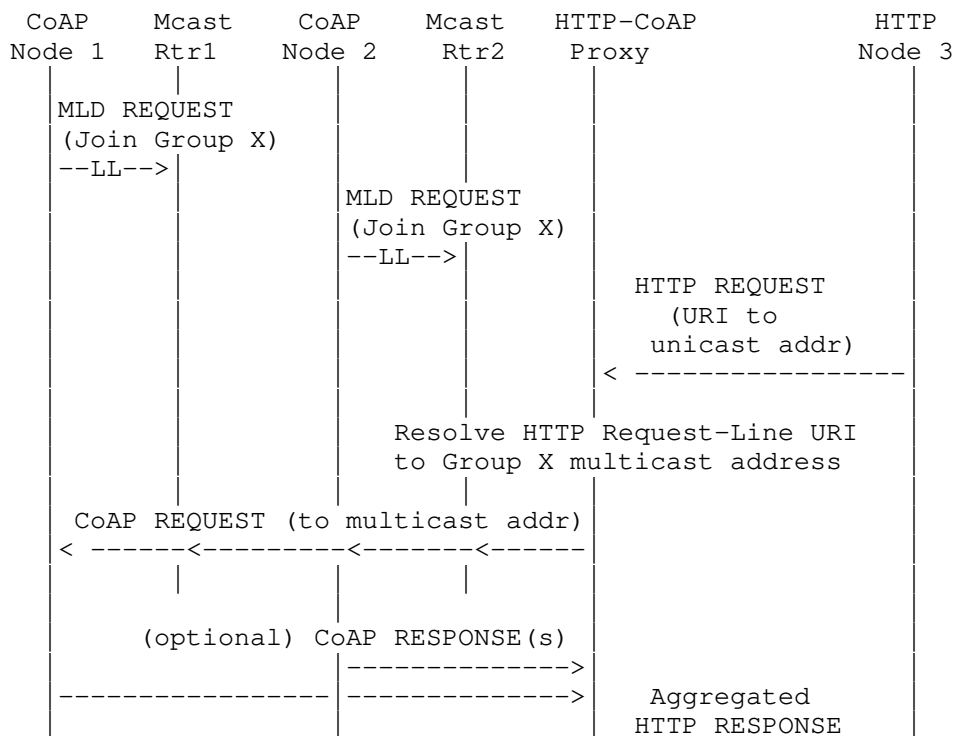 CoAP Mcast CoAP Mcast HTTP-CoAP HTTP
Node 1 Rtr1 Node 2 Rtr2 Proxy Node 3
MLD REQUEST
(Join Group X)
--LL-->
MLD REQUEST
(Join Group X)
--LL-->
HTTP REQUEST
(URI to
unicast addr)
< -----------------
Resolve HTTP Request-Line URI
to Group X multicast address
CoAP REQUEST (to multicast addr)
< ------<---------<-------<------
(optional) CoAP RESPONSE(s)
-------------->
-----------------|--------------> Aggregated
HTTP RESPONSE